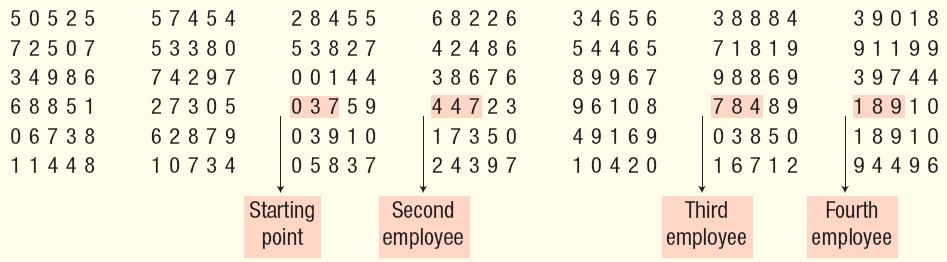 5 0 5 2 5 5 7 4 5 4 2 8 4 5 5 6 8 2 2 6 3 4 6 5 6 3 8 8 8 4 3 9 0 1 8
7 2 5 0 7 5 3 3 8 0 5 3 8 2 7 4 2 4 8 6 5 4 4 6 5 7 1 8 1 9 9 1 1 9 9
3 4 9 8 6 7 4 2 9 7 0 0 1 4 4 3 8 6 7 6 8 9 9 6 7 9 8 8 6 9 3 9 7 4 4
6 8 8 5 1 2 7 3 0 5 0 3 7 5 9 4 4 7 2 3 9 6 1 0 8 7 8 4 8 9 1 8 9 1 0
0 6 7 3 8 6 2 8 7 9 0 3 9 1 0 1 7 3 5 0 4 9 1 6 9 0 3 8 5 0 1 8 9 1 0
1 1 4 4 8 1 0 7 3 4 0 5 8 3 7 2 4 3 9 7 1 0 4 2 0 1 6 7 1 2 9 4 4 9 6
Starting
point
Second
employee
Third
employee
Fourth
employee